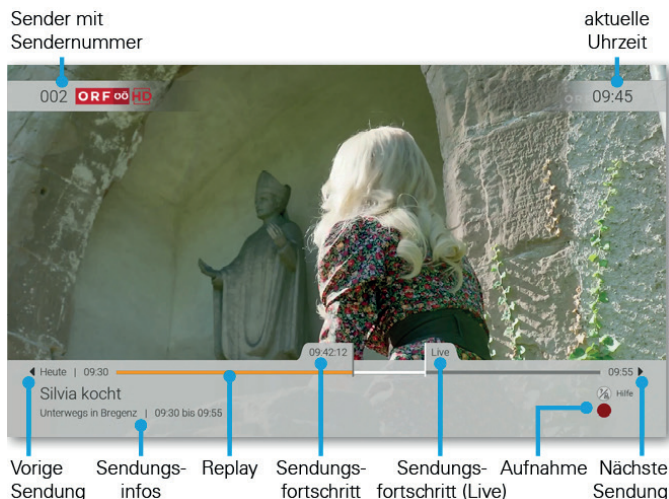 Sender mit
Sendernummer
aktuelle
Uhrzeit
002 ORF OÖ HD
09:45
09:42:12
Live
Heute | 09:30
09:55
Silvia kocht
Hilfe
Unterwegs in Bregenz | 09:30 bis 09:55
Vorige
Sendung
Sendungs-
infos
Replay
Sendungs-
fortschritt
Sendungs-
fortschritt (Live)
Aufnahme
Nächste
Sendung